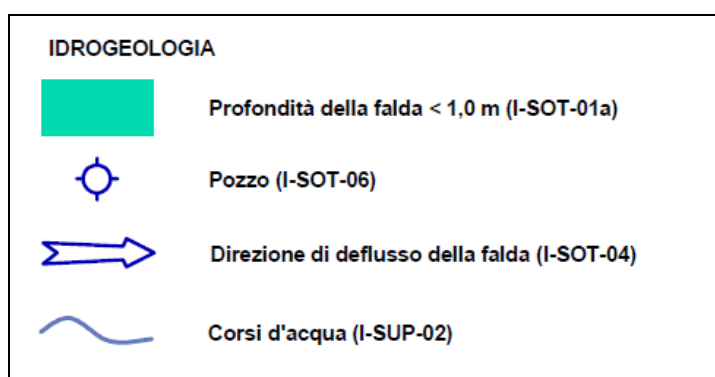 IDROGEOLOGIA
Profondità della falda < 1,0 m (I-SOT-01a)
Pozzo (I-SOT-06)
Direzione di deflusso della falda (I-SOT-04)
Corsi d'acqua (I-SUP-02)